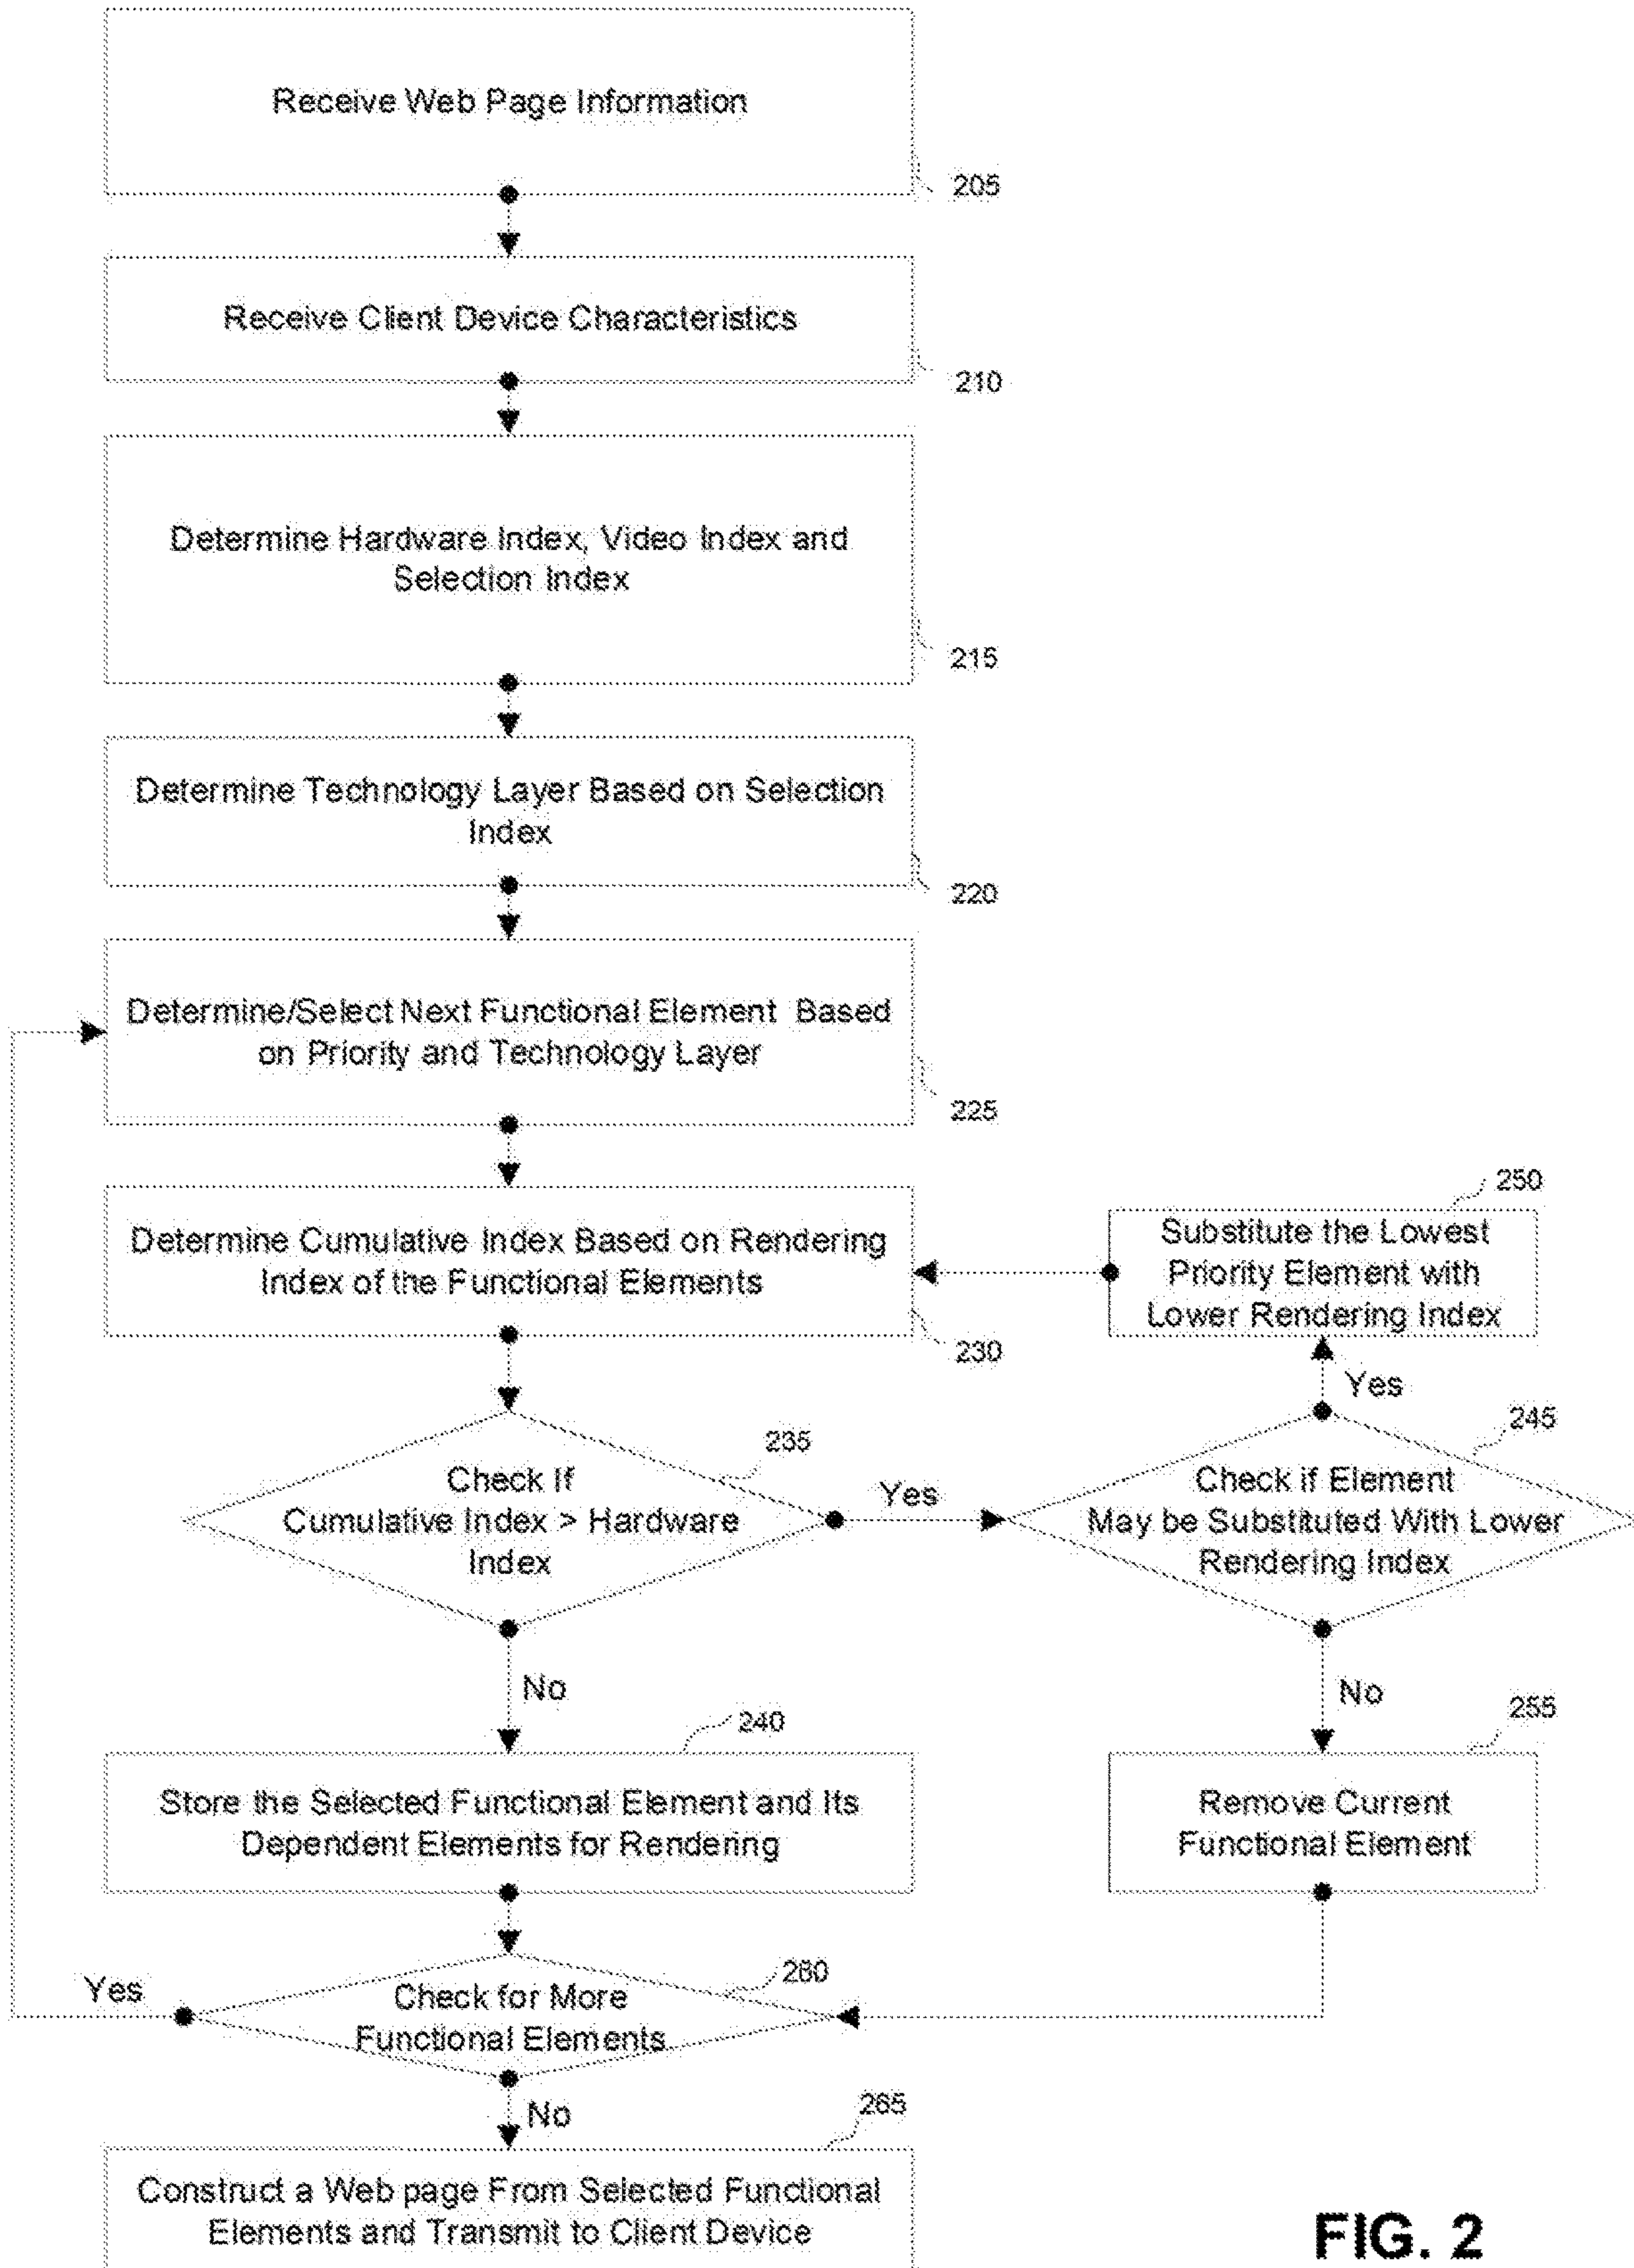 Receive Web Page Information
205
Receive Client Device Characteristics
210
Determine Hardware Index, Video Index and
Selection Index
215
Determine Technology Layer Based on Selection
Index
220
Determine/Select Next Functional Element Based
on Priority and Technology Layer
225
Determine Cumulative Index Based on Rendering
Index of the Functional Elements
230
250
Substitute the Lowest
Priority Element with
Lower Rendering Index
Yes
235
Check If
Cumulative Index > Hardware
Index
Yes
245
Check if Element
May be Substituted With Lower
Rendering Index
No
No
240
Store the Selected Functional Element and Its
Dependent Elements for Rendering
255
Remove Current
Functional Element
Yes
260
Check for More
Functional Elements
No
265
Construct a Web page From Selected Functional
Elements and Transmit to Client Device
FIG. 2